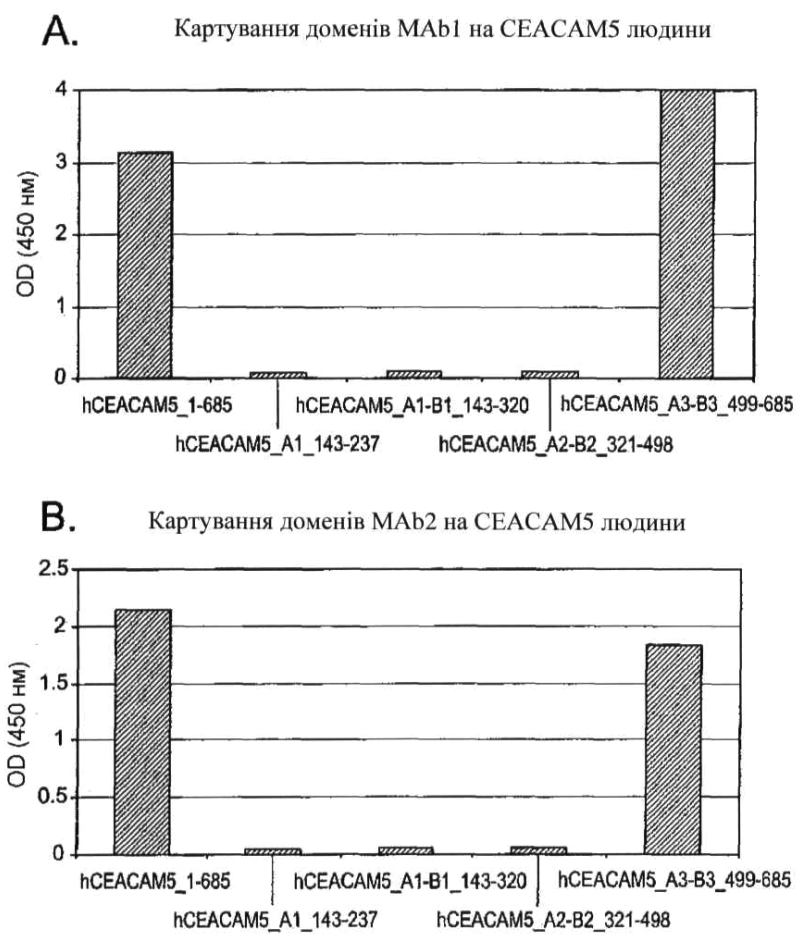 A.
Картування доменів MAb1 на CEACAM5 людини
OD (450 нм)
4
3
2
1
0
hCEACAM5_1-685
hCEACAM5_A1-B1_143-320
hCEACAM5_A3-B3_499-685
hCEACAM5_A1_143-237
hCEACAM5_A2-B2_321-498
B.
Картування доменів MAb2 на CEACAM5 людини
OD (450 нм)
2.5
2
1.5
1
0.5
0
hCEACAM5_1-685
hCEACAM5_A1-B1_143-320
hCEACAM5_A3-B3_499-685
hCEACAM5_A1_143-237
hCEACAM5_A2-B2_321-498